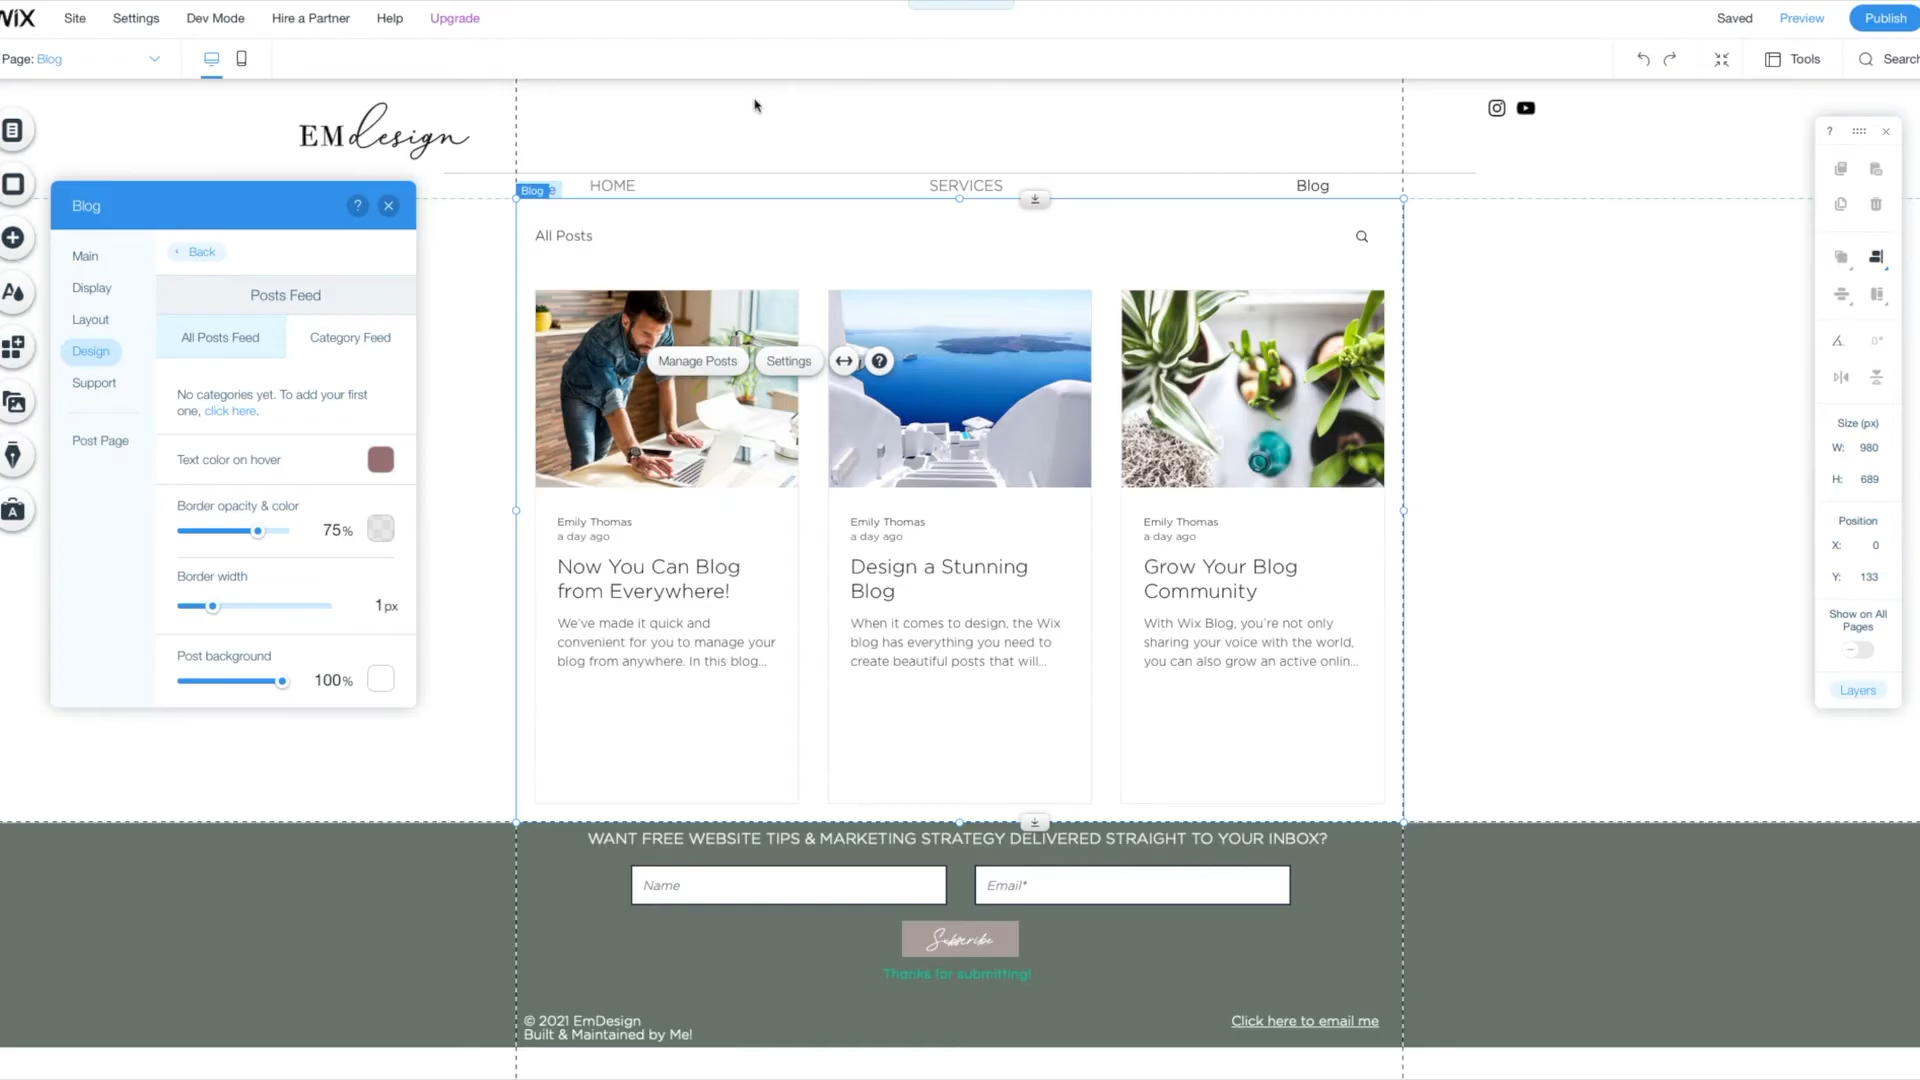 WIX
Site
Settings
Dev Mode
Hire a Partner
Help
Upgrade
Saved
Preview
Publish
Page: Blog
Tools
Search
EMdesign
HOME
SERVICES
Blog
Blog
Blog
?
Main
Display
Layout
Design
Support
Post Page
Back
Posts Feed
All Posts Feed
Category Feed
No categories yet. To add your first
one, click here.
Text color on hover
Border opacity & color
75%
Border width
1px
Post background
100%
All Posts
Manage Posts
Settings
?
Emily Thomas
a day ago
Now You Can Blog
from Everywhere!
We've made it quick and
convenient for you to manage your
blog from anywhere. In this blog...
Emily Thomas
a day ago
Design a Stunning
Blog
When it comes to design, the Wix
blog has everything you need to
create beautiful posts that will...
Emily Thomas
a day ago
Grow Your Blog
Community
With Wix Blog, you're not only
sharing your voice with the world,
you can also grow an active onlin...
?
0°
Size (px)
W: 980
H: 689
Position
X: 0
Y: 133
Show on All
Pages
Layers
WANT FREE WEBSITE TIPS & MARKETING STRATEGY DELIVERED STRAIGHT TO YOUR INBOX?
Name
Email*
Subscribe
Thanks for submitting!
© 2021 EmDesign
Built & Maintained by Me!
Click here to email me